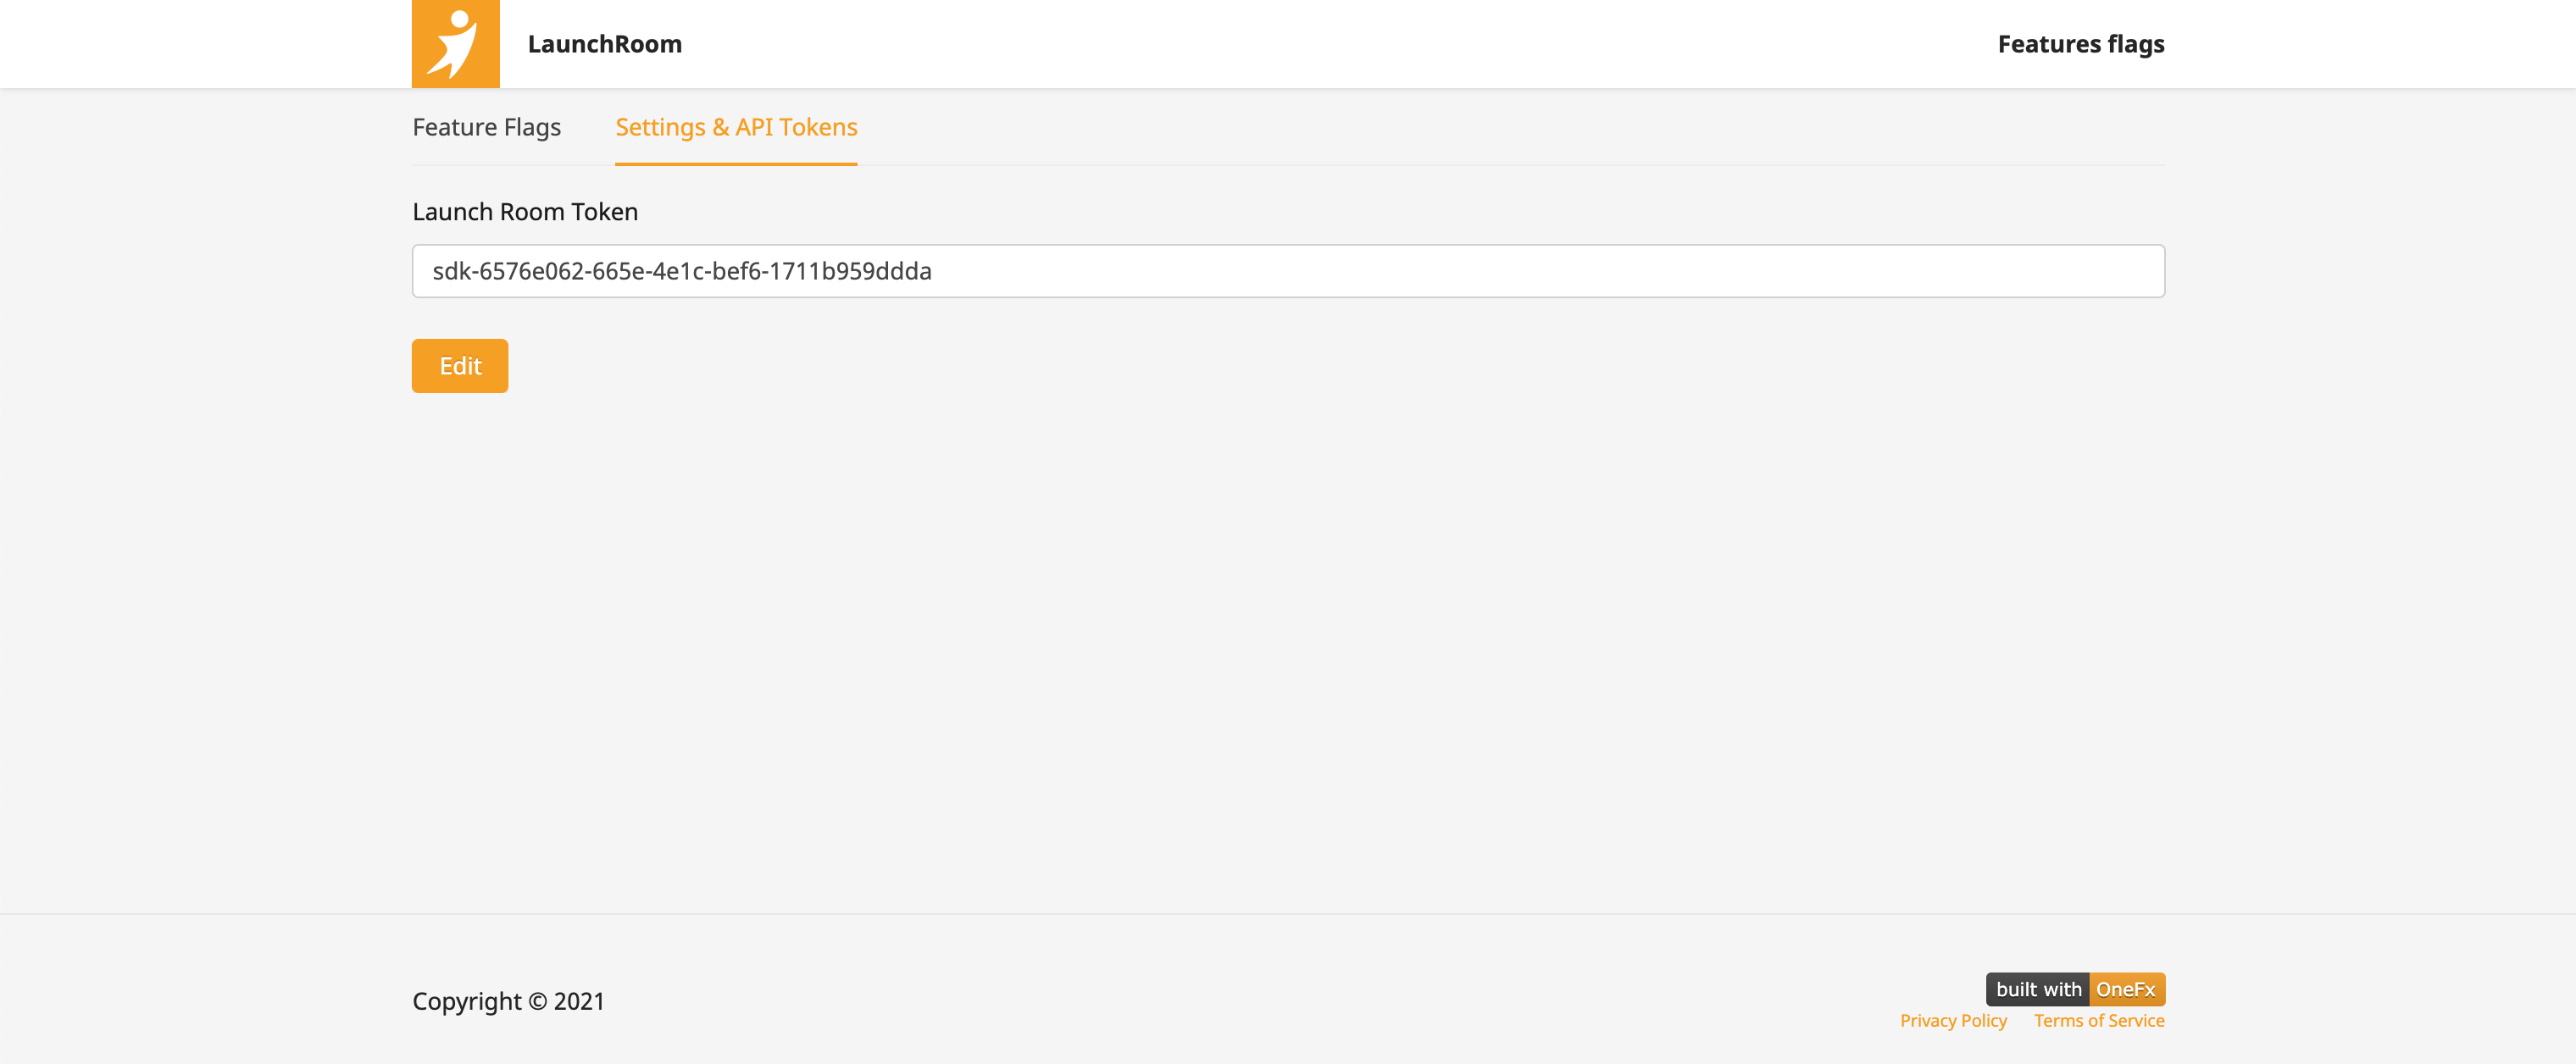 LaunchRoom
Features flags
Feature Flags
Settings & API Tokens
Launch Room Token
sdk-6576e062-665e-4e1c-bef6-1711b959ddda
Edit
Copyright © 2021
built with OneFx
Privacy Policy
Terms of Service